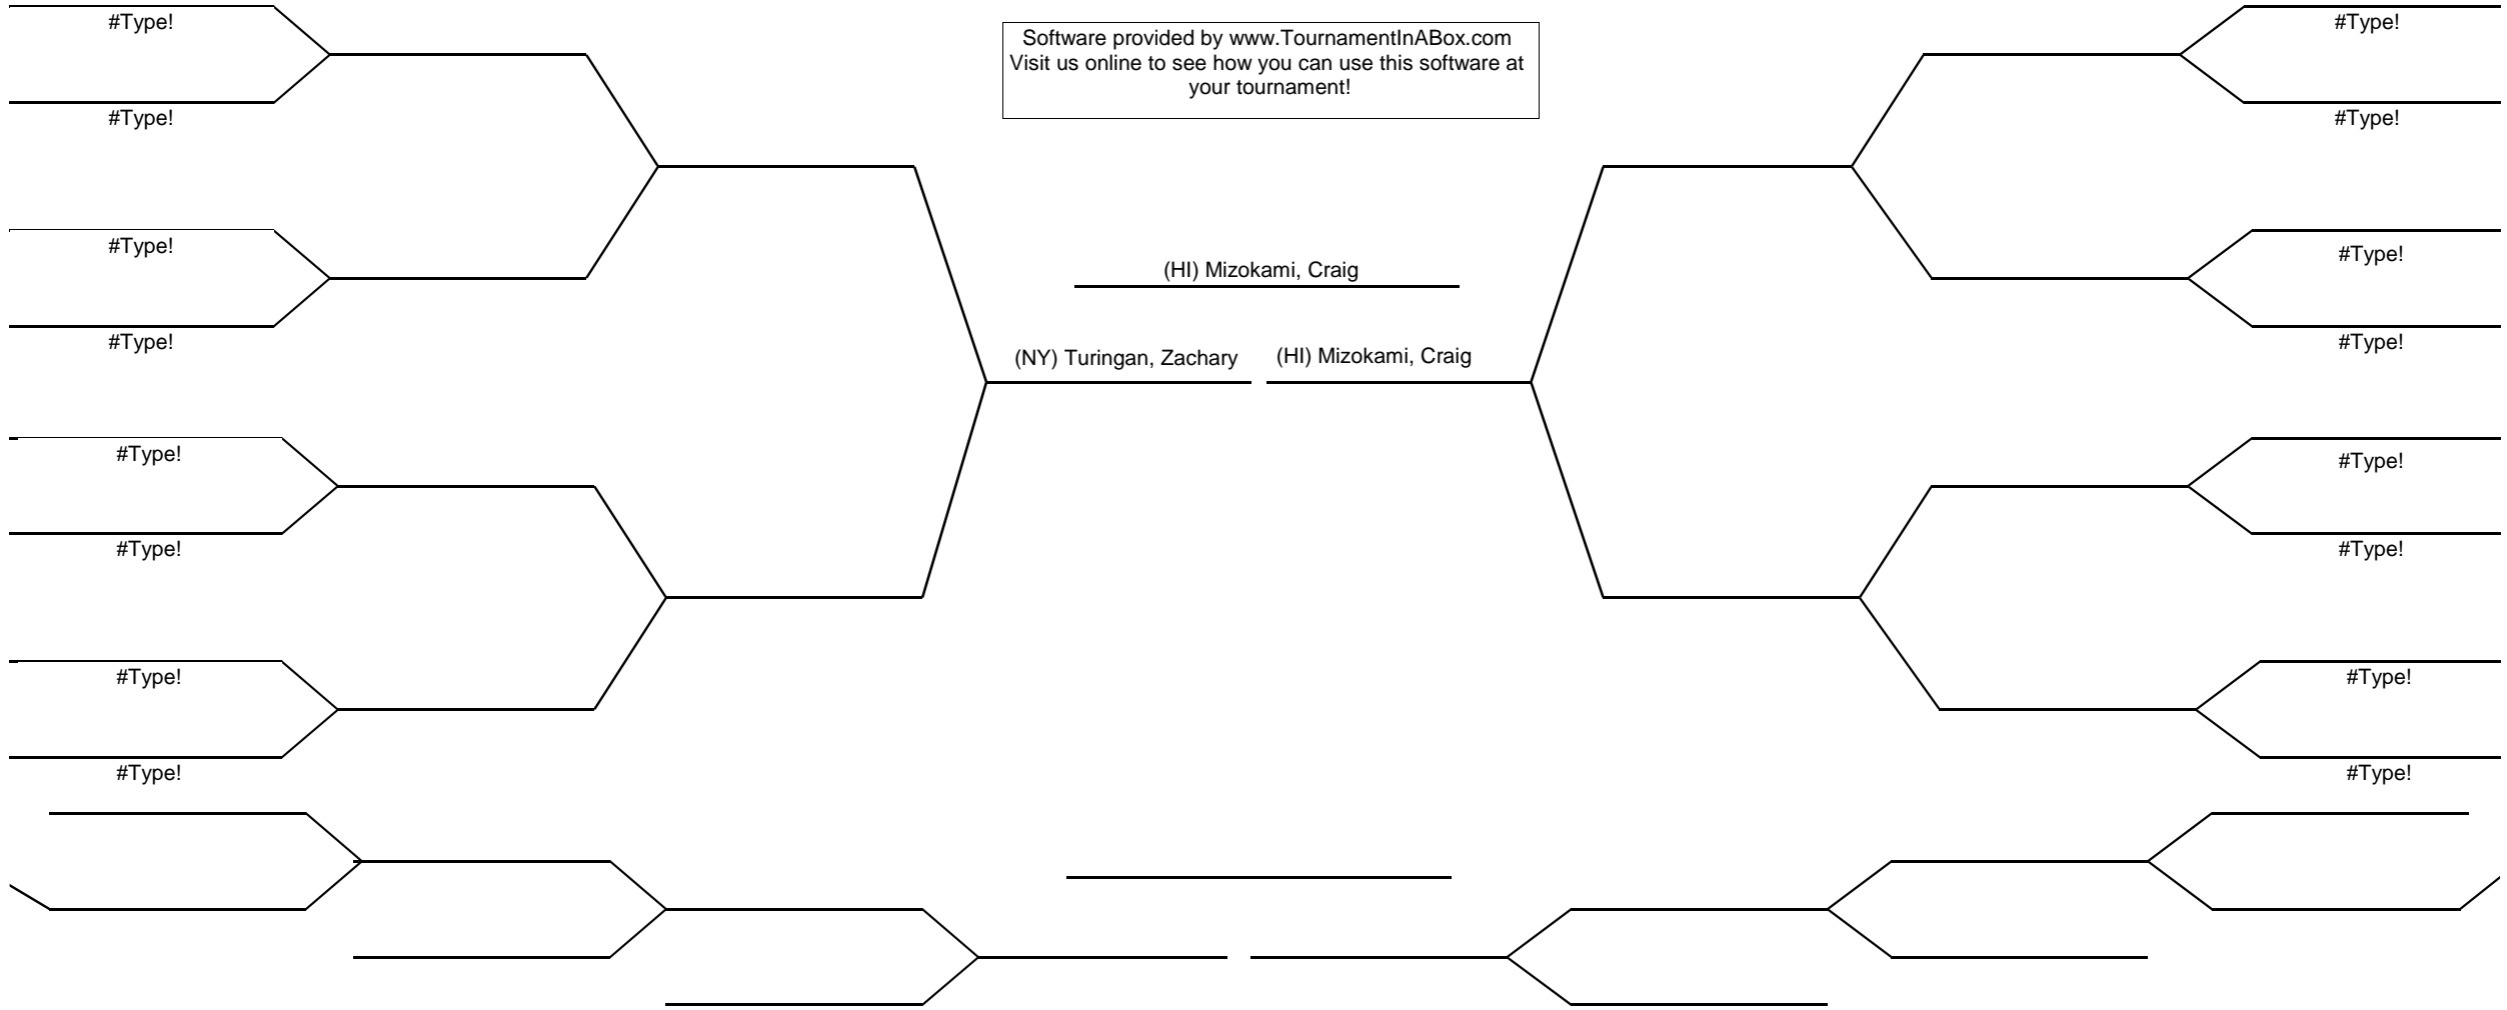 #Type!
#Type!
Software provided by www.TournamentInABox.com
Visit us online to see how you can use this software at
your tournament!
#Type!
#Type!
#Type!
#Type!
(HI) Mizokami, Craig
#Type!
#Type!
(NY) Turingan, Zachary
(HI) Mizokami, Craig
#Type!
#Type!
#Type!
#Type!
#Type!
#Type!
#Type!
#Type!